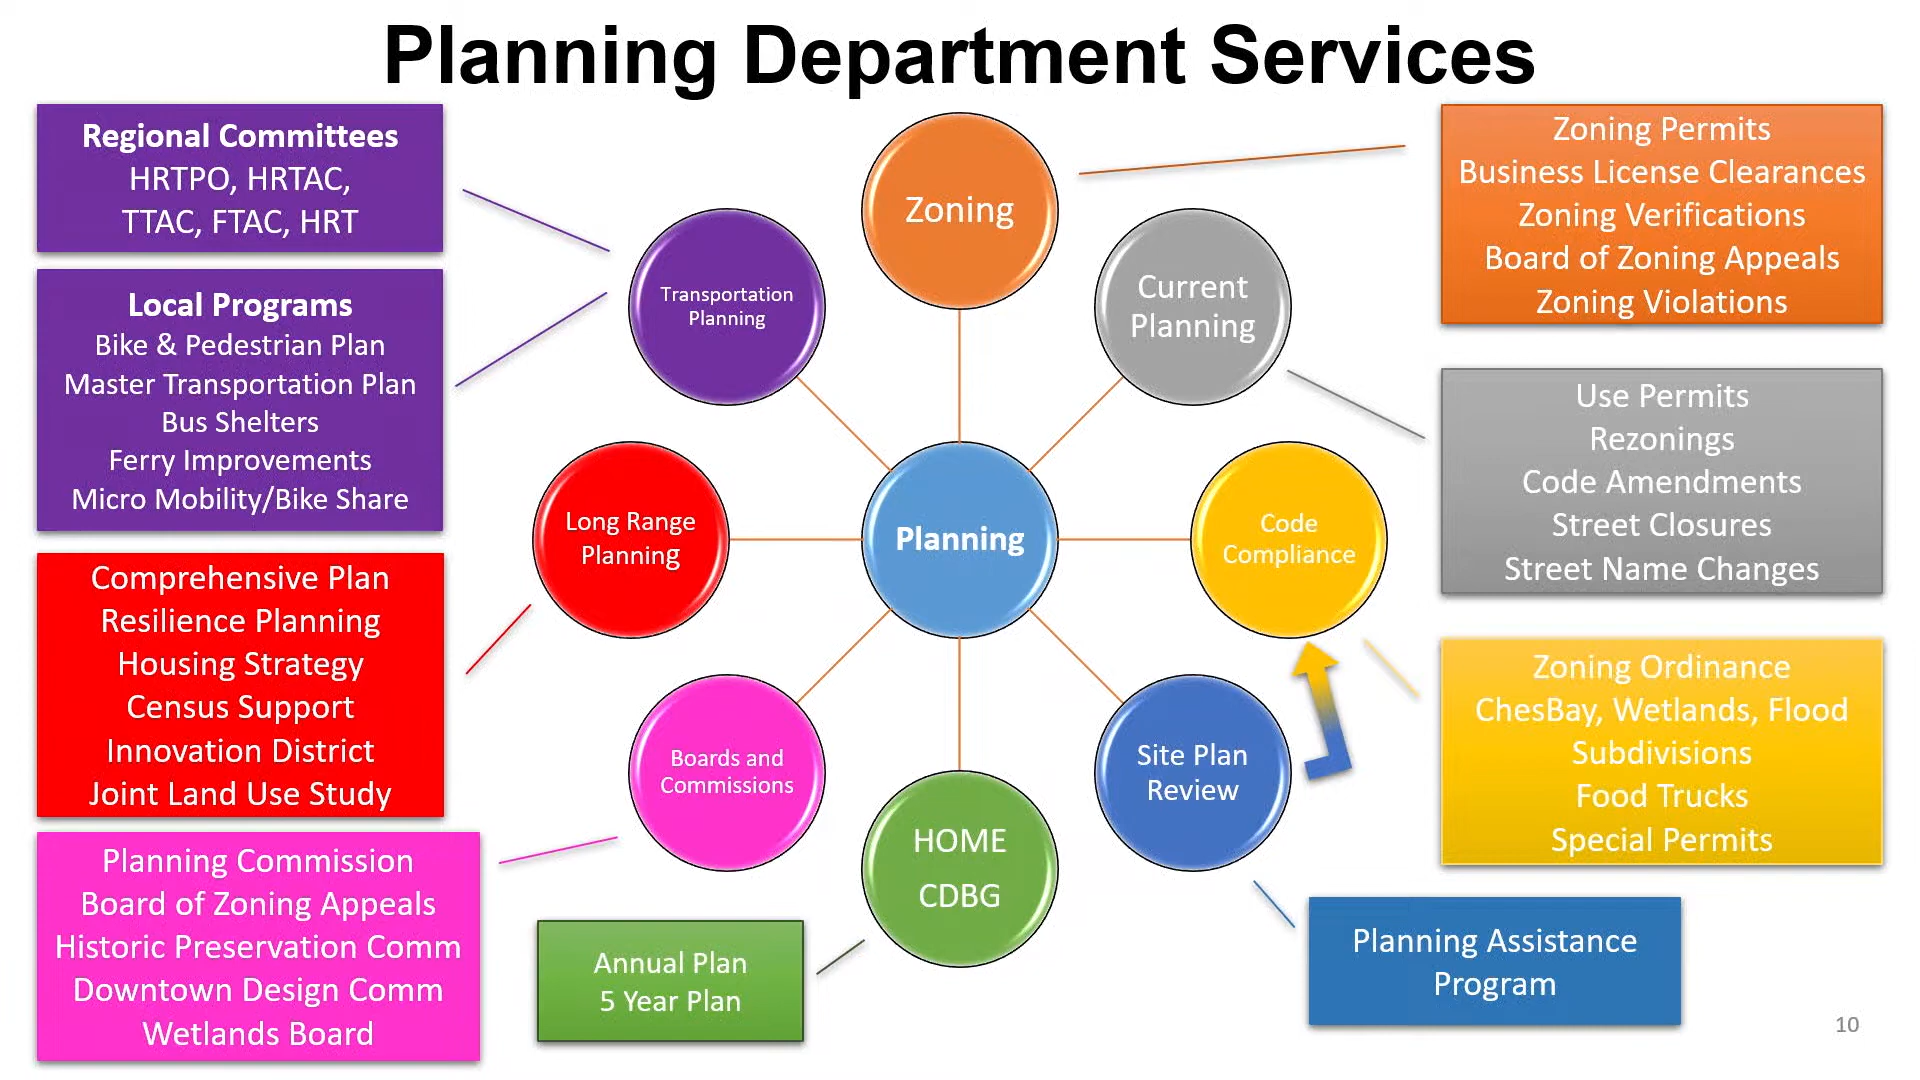 Planning Department Services
Regional Committees
HRTPO, HRTAC,
TTAC, FTAC, HRT
Local Programs
Bike & Pedestrian Plan
Master Transportation Plan
Bus Shelters
Ferry Improvements
Micro Mobility/Bike Share
Comprehensive Plan
Resilience Planning
Housing Strategy
Census Support
Innovation District
Joint Land Use Study
Planning Commission
Board of Zoning Appeals
Historic Preservation Comm
Downtown Design Comm
Wetlands Board
Annual Plan
5 Year Plan
Zoning
Transportation
Planning
Current
Planning
Long Range
Planning
Planning
Code
Compliance
Boards and
Commissions
Site Plan
Review
HOME
CDBG
Zoning Permits
Business License Clearances
Zoning Verifications
Board of Zoning Appeals
Zoning Violations
Use Permits
Rezonings
Code Amendments
Street Closures
Street Name Changes
Zoning Ordinance
ChesBay, Wetlands, Flood
Subdivisions
Food Trucks
Special Permits
Planning Assistance
Program
10